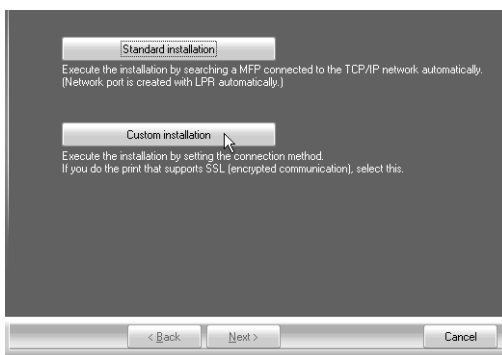 Standard installation
Execute the installation by searching a MFP connected to the TCP/IP network automatically.
(Network port is created with LPR automatically.)
Custom installation
Execute the installation by setting the connection method.
If you do the print that supports SSL (encrypted communication), select this.
< Back Next > Cancel